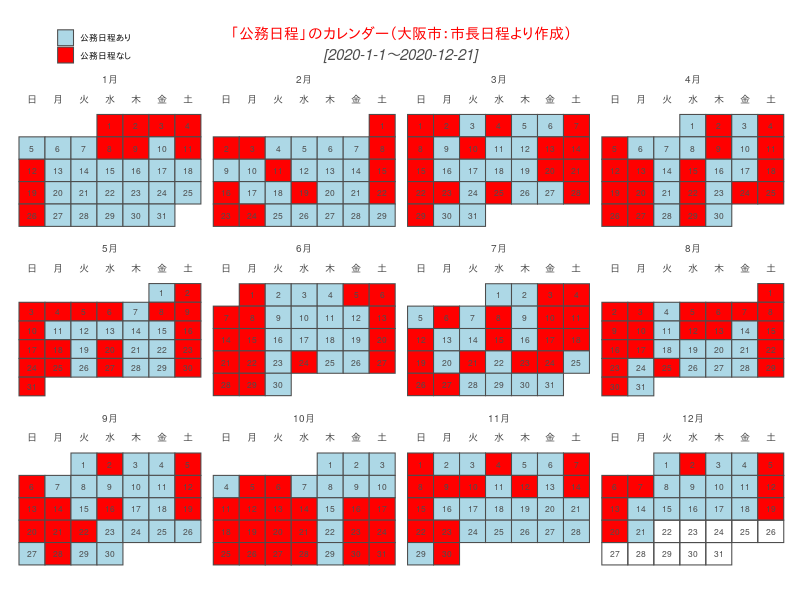 公務日程あり
公務日程なし
「公務日程」のカレンダー（大阪市：市長日程より作成）
[2020-1-1〜2020-12-21]
1月
日 月 火 水 木 金 土
1 2 3 4
5 6 7 8 9 10 11
12 13 14 15 16 17 18
19 20 21 22 23 24 25
26 27 28 29 30 31
2月
日 月 火 水 木 金 土
1
2 3 4 5 6 7 8
9 10 11 12 13 14 15
16 17 18 19 20 21 22
23 24 25 26 27 28 29
3月
日 月 火 水 木 金 土
1 2 3 4 5 6 7
8 9 10 11 12 13 14
15 16 17 18 19 20 21
22 23 24 25 26 27 28
29 30 31
4月
日 月 火 水 木 金 土
1 2 3 4
5 6 7 8 9 10 11
12 13 14 15 16 17 18
19 20 21 22 23 24 25
26 27 28 29 30
5月
日 月 火 水 木 金 土
1 2
3 4 5 6 7 8 9
10 11 12 13 14 15 16
17 18 19 20 21 22 23
24 25 26 27 28 29 30
31
6月
日 月 火 水 木 金 土
1 2 3 4 5 6
7 8 9 10 11 12 13
14 15 16 17 18 19 20
21 22 23 24 25 26 27
28 29 30
7月
日 月 火 水 木 金 土
1 2 3 4
5 6 7 8 9 10 11
12 13 14 15 16 17 18
19 20 21 22 23 24 25
26 27 28 29 30 31
8月
日 月 火 水 木 金 土
1
2 3 4 5 6 7 8
9 10 11 12 13 14 15
16 17 18 19 20 21 22
23 24 25 26 27 28 29
30 31
9月
日 月 火 水 木 金 土
1 2 3 4 5
6 7 8 9 10 11 12
13 14 15 16 17 18 19
20 21 22 23 24 25 26
27 28 29 30
10月
日 月 火 水 木 金 土
1 2 3
4 5 6 7 8 9 10
11 12 13 14 15 16 17
18 19 20 21 22 23 24
25 26 27 28 29 30 31
11月
日 月 火 水 木 金 土
1 2 3 4 5 6 7
8 9 10 11 12 13 14
15 16 17 18 19 20 21
22 23 24 25 26 27 28
29 30
12月
日 月 火 水 木 金 土
1 2 3 4 5
6 7 8 9 10 11 12
13 14 15 16 17 18 19
20 21 22 23 24 25 26
27 28 29 30 31